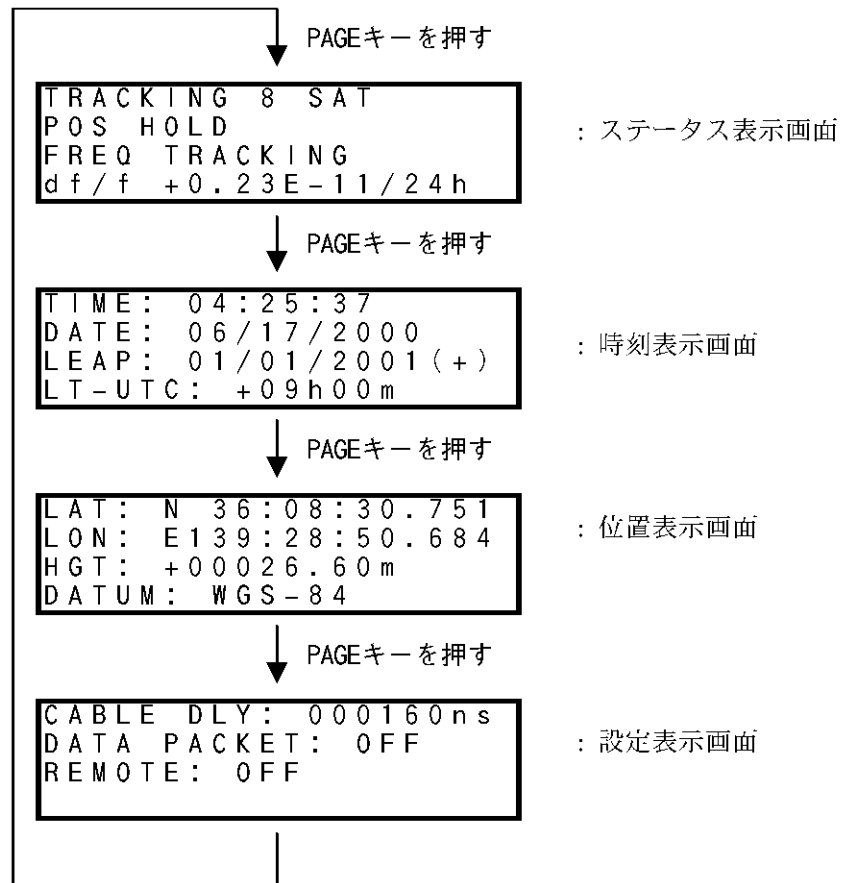 PAGEキーを押す
TRACKING 8 SAT
POS HOLD
FREQ TRACKING
df/f +0.23E-11/24h
: ステータス表示画面
PAGEキーを押す
TIME: 04:25:37
DATE: 06/17/2000
LEAP: 01/01/2001(+)
LT-UTC: +09h00m
: 時刻表示画面
PAGEキーを押す
LAT: N 36:08:30.751
LON: E139:28:50.684
HGT: +00026.60m
DATUM: WGS-84
: 位置表示画面
PAGEキーを押す
CABLE DLY: 000160ns
DATA PACKET: OFF
REMOTE: OFF
: 設定表示画面